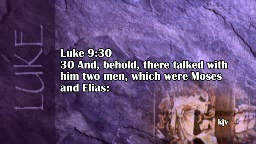 LUKE
Luke 9:30
30 And, behold, there talked with
him two men, which were Moses
and Elias:
kjv